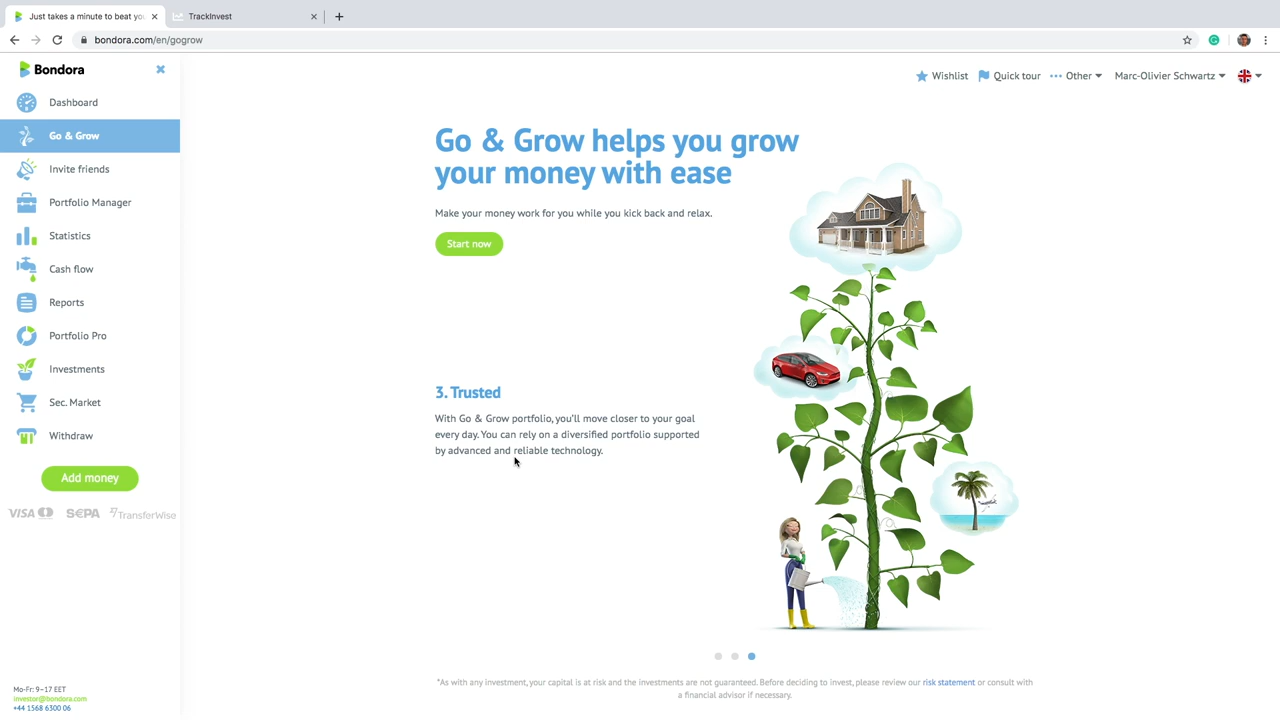 Just takes a minute to beat you
TrackInvest
bondora.com/en/gogrow
Bondora
Dashboard
Go & Grow
Invite friends
Portfolio Manager
Statistics
Cash flow
Reports
Portfolio Pro
Investments
Sec. Market
Withdraw
Add money
VISA SEPA TransferWise
Mo-Fr: 9–17 EET
investor@bondora.com
+44 1568 6300 06
Wishlist
Quick tour
Other
Marc-Olivier Schwartz
Go & Grow helps you grow
your money with ease
Make your money work for you while you kick back and relax.
Start now
3. Trusted
With Go & Grow portfolio, you'll move closer to your goal
every day. You can rely on a diversified portfolio supported
by advanced and reliable technology.
*As with any investment, your capital is at risk and the investments are not guaranteed. Before deciding to invest, please review our risk statement or consult with
a financial advisor if necessary.